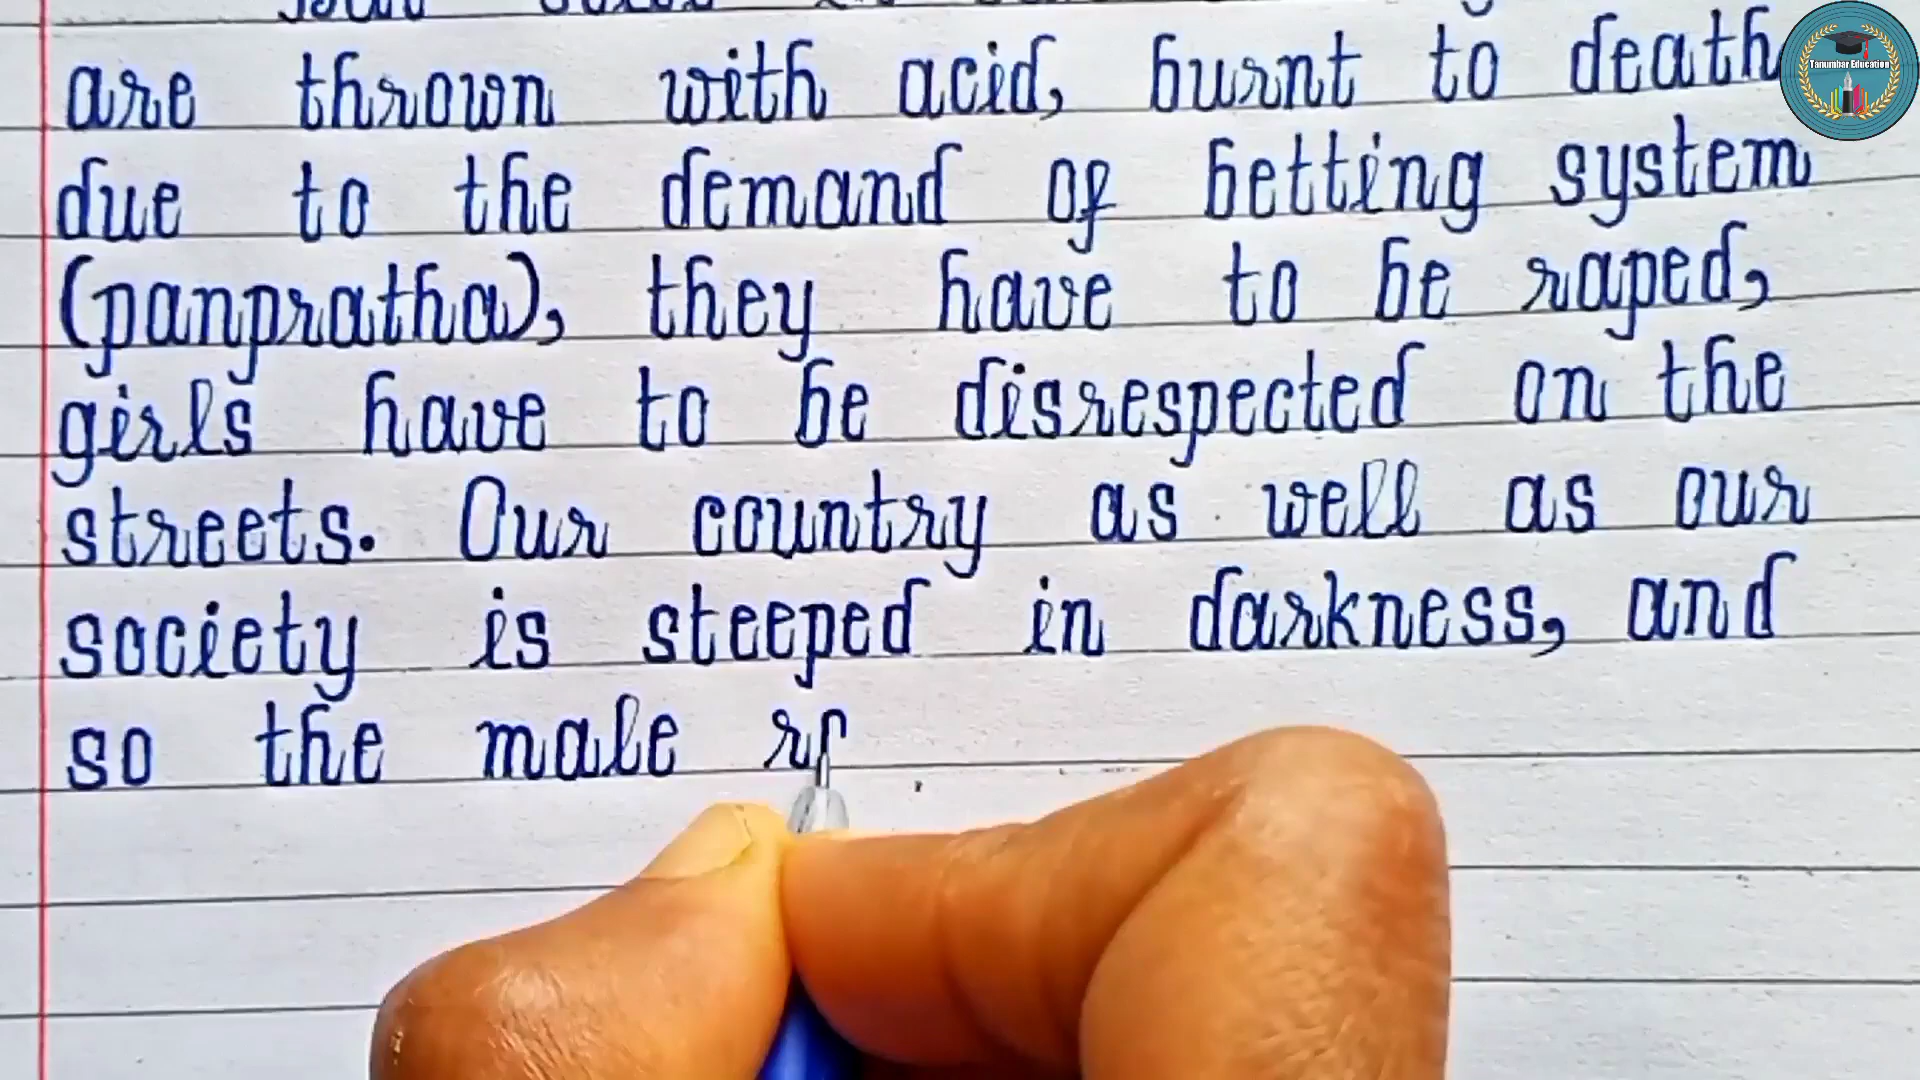 are thrown with acid, burnt to death
due to the demand of betting system
(panpratha), they have to be raped,
girls have to be disrespected on the
streets. Our country as well as our
society is steeped in darkness, and
so the male
Tanumbar Education